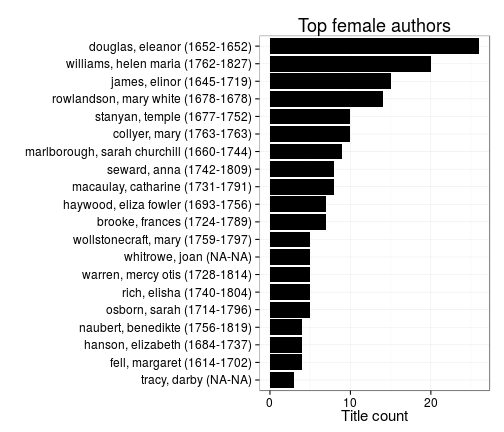 Top female authors
douglas, eleanor (1652-1652)
williams, helen maria (1762-1827)
james, elinor (1645-1719)
rowlandson, mary white (1678-1678)
stanyan, temple (1677-1752)
collyer, mary (1763-1763)
marlborough, sarah churchill (1660-1744)
seward, anna (1742-1809)
macaulay, catharine (1731-1791)
haywood, eliza fowler (1693-1756)
brooke, frances (1724-1789)
wollstonecraft, mary (1759-1797)
whitrowe, joan (NA-NA)
warren, mercy otis (1728-1814)
rich, elisha (1740-1804)
osborn, sarah (1714-1796)
naubert, benedikte (1756-1819)
hanson, elizabeth (1684-1737)
fell, margaret (1614-1702)
tracy, darby (NA-NA)
0 10 20
Title count